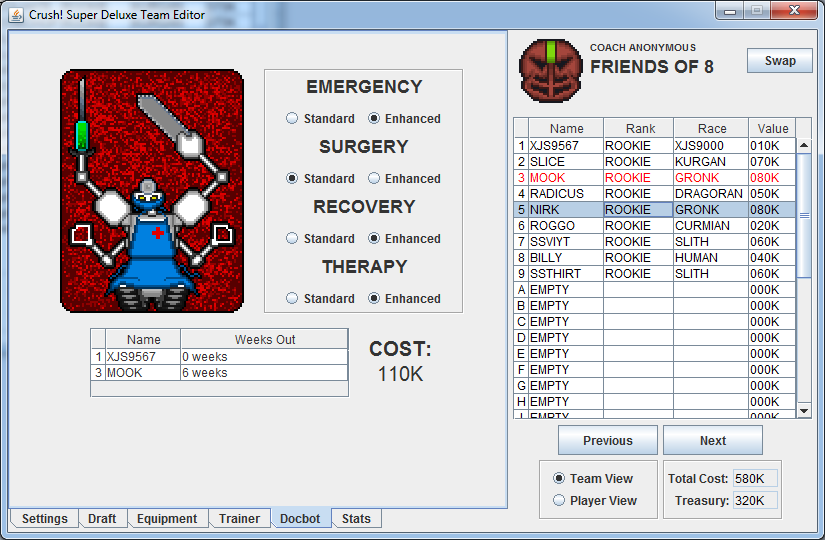 Crush! Super Deluxe Team Editor
EMERGENCY
Standard Enhanced
SURGERY
Standard Enhanced
RECOVERY
Standard Enhanced
THERAPY
Standard Enhanced
Name Weeks Out
1 XJS9567 0 weeks
3 MOOK 6 weeks
COST:
110K
COACH ANONYMOUS
FRIENDS OF 8
Swap
Name Rank Race Value
1 XJS9567 ROOKIE XJS9000 010K
2 SLICE ROOKIE KURGAN 070K
3 MOOK ROOKIE GRONK 080K
4 RADICUS ROOKIE DRAGORAN 050K
5 NIRK ROOKIE GRONK 080K
6 ROGGO ROOKIE CURMIAN 020K
7 SSVIYT ROOKIE SLITH 060K
8 BILLY ROOKIE HUMAN 040K
9 SSTHIRT ROOKIE SLITH 060K
A EMPTY 000K
B EMPTY 000K
C EMPTY 000K
D EMPTY 000K
E EMPTY 000K
F EMPTY 000K
G EMPTY 000K
H EMPTY 000K
I EMPTY 000K
Previous Next
Team View
Player View
Total Cost: 580K
Treasury: 320K
Settings Draft Equipment Trainer Docbot Stats